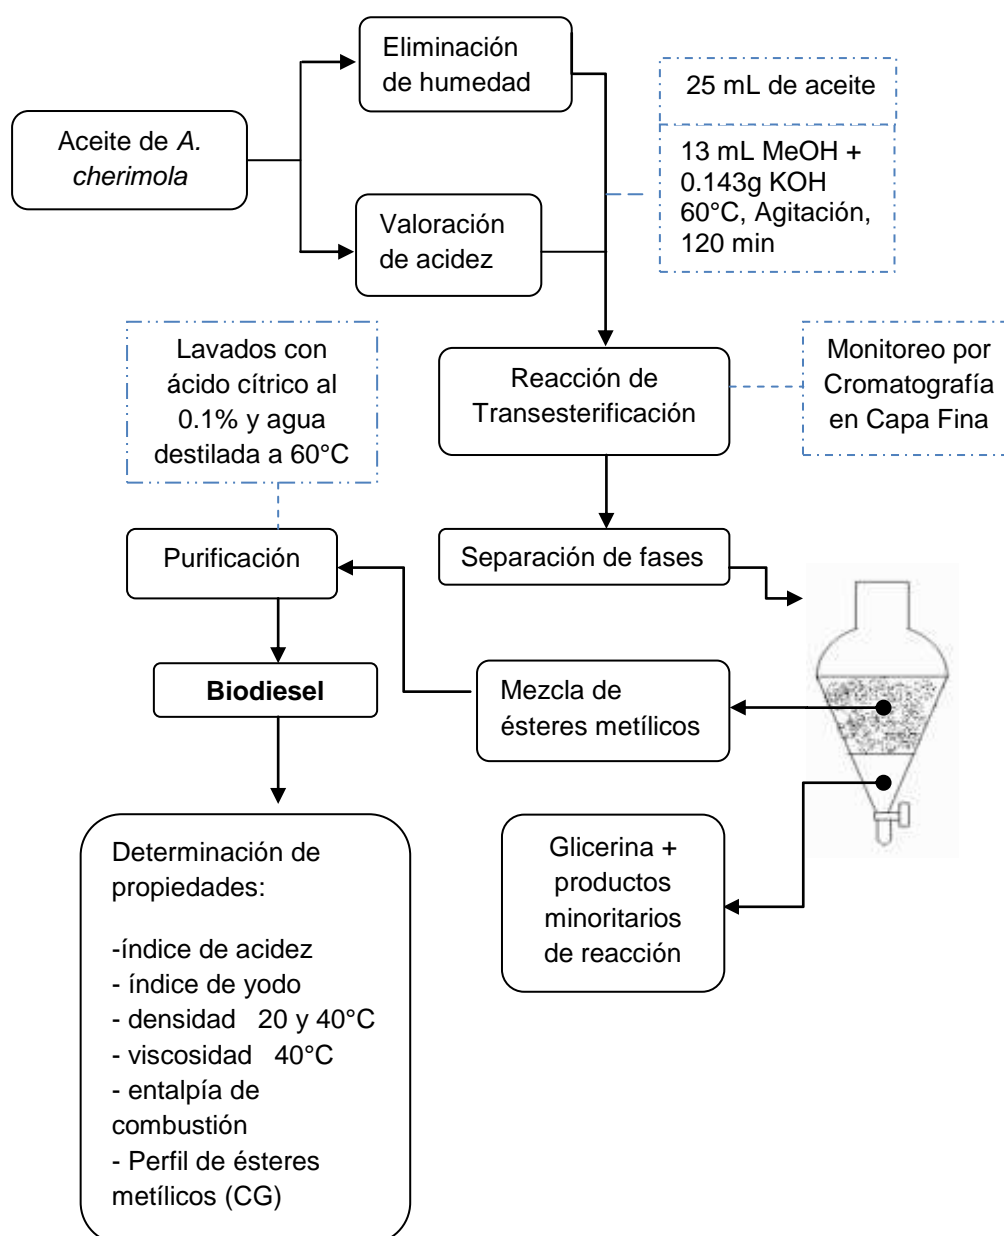 Eliminación
de humedad
25 mL de aceite
Aceite de A.
cherimola
13 mL MeOH +
0.143g KOH
60°C, Agitación,
120 min
Valoración
de acidez
Lavados con
ácido cítrico al
0.1% y agua
destilada a 60°C
Reacción de
Transesterificación
Monitoreo por
Cromatografía
en Capa Fina
Purificación
Separación de fases
Biodiesel
Mezcla de
ésteres metílicos
Glicerina +
productos
minoritarios
de reacción
Determinación de
propiedades:
-índice de acidez
- índice de yodo
- densidad 20 y 40°C
- viscosidad 40°C
- entalpía de
combustión
- Perfil de ésteres
metílicos (CG)